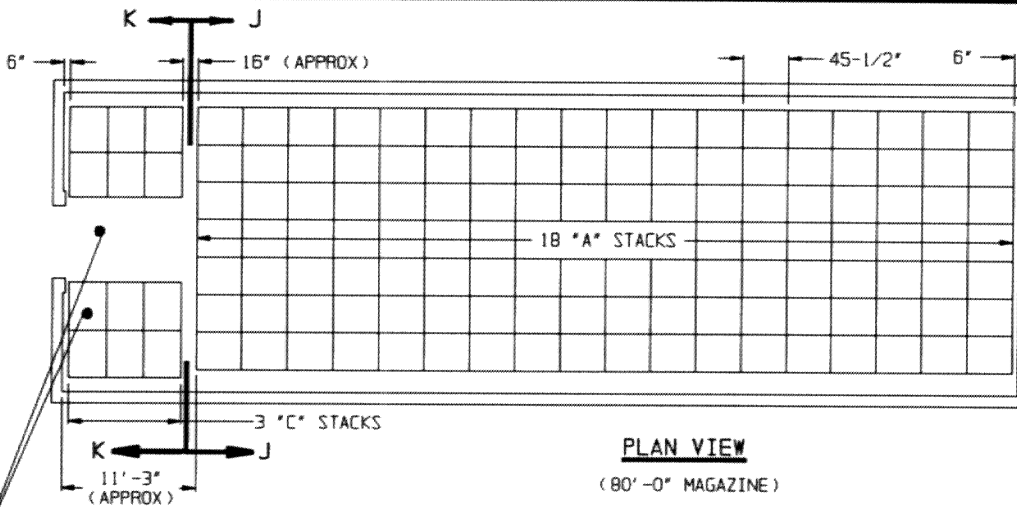 K J
6" 16" (APPROX) 45-1/2" 6"
18 "A" STACKS
3 "C" STACKS
K J
11'-3"
(APPROX)
PLAN VIEW
(80'-0" MAGAZINE)